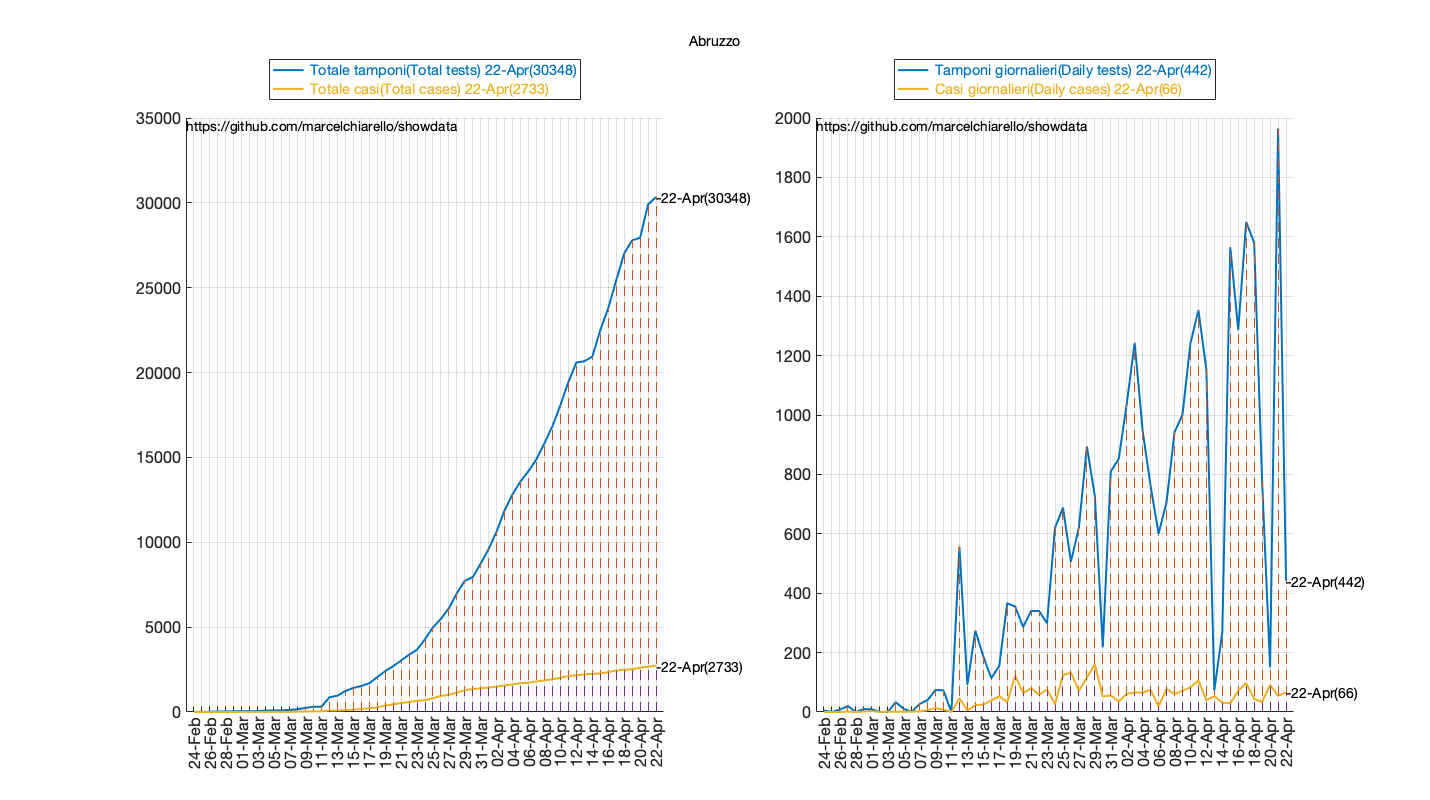 Abruzzo
Totale tamponi(Total tests) 22-Apr(30348)
Totale casi(Total cases) 22-Apr(2733)
https://github.com/marcelchiarello/showdata
35000
30000
25000
20000
15000
10000
5000
0
22-Apr(30348)
22-Apr(2733)
24-Feb
26-Feb
28-Feb
01-Mar
03-Mar
05-Mar
07-Mar
09-Mar
11-Mar
13-Mar
15-Mar
17-Mar
19-Mar
21-Mar
23-Mar
25-Mar
27-Mar
29-Mar
31-Mar
02-Apr
04-Apr
06-Apr
08-Apr
10-Apr
12-Apr
14-Apr
16-Apr
18-Apr
20-Apr
22-Apr
Tamponi giornalieri(Daily tests) 22-Apr(442)
Casi giornalieri(Daily cases) 22-Apr(66)
https://github.com/marcelchiarello/showdata
2000
1800
1600
1400
1200
1000
800
600
400
200
0
22-Apr(442)
22-Apr(66)
24-Feb
26-Feb
28-Feb
01-Mar
03-Mar
05-Mar
07-Mar
09-Mar
11-Mar
13-Mar
15-Mar
17-Mar
19-Mar
21-Mar
23-Mar
25-Mar
27-Mar
29-Mar
31-Mar
02-Apr
04-Apr
06-Apr
08-Apr
10-Apr
12-Apr
14-Apr
16-Apr
18-Apr
20-Apr
22-Apr